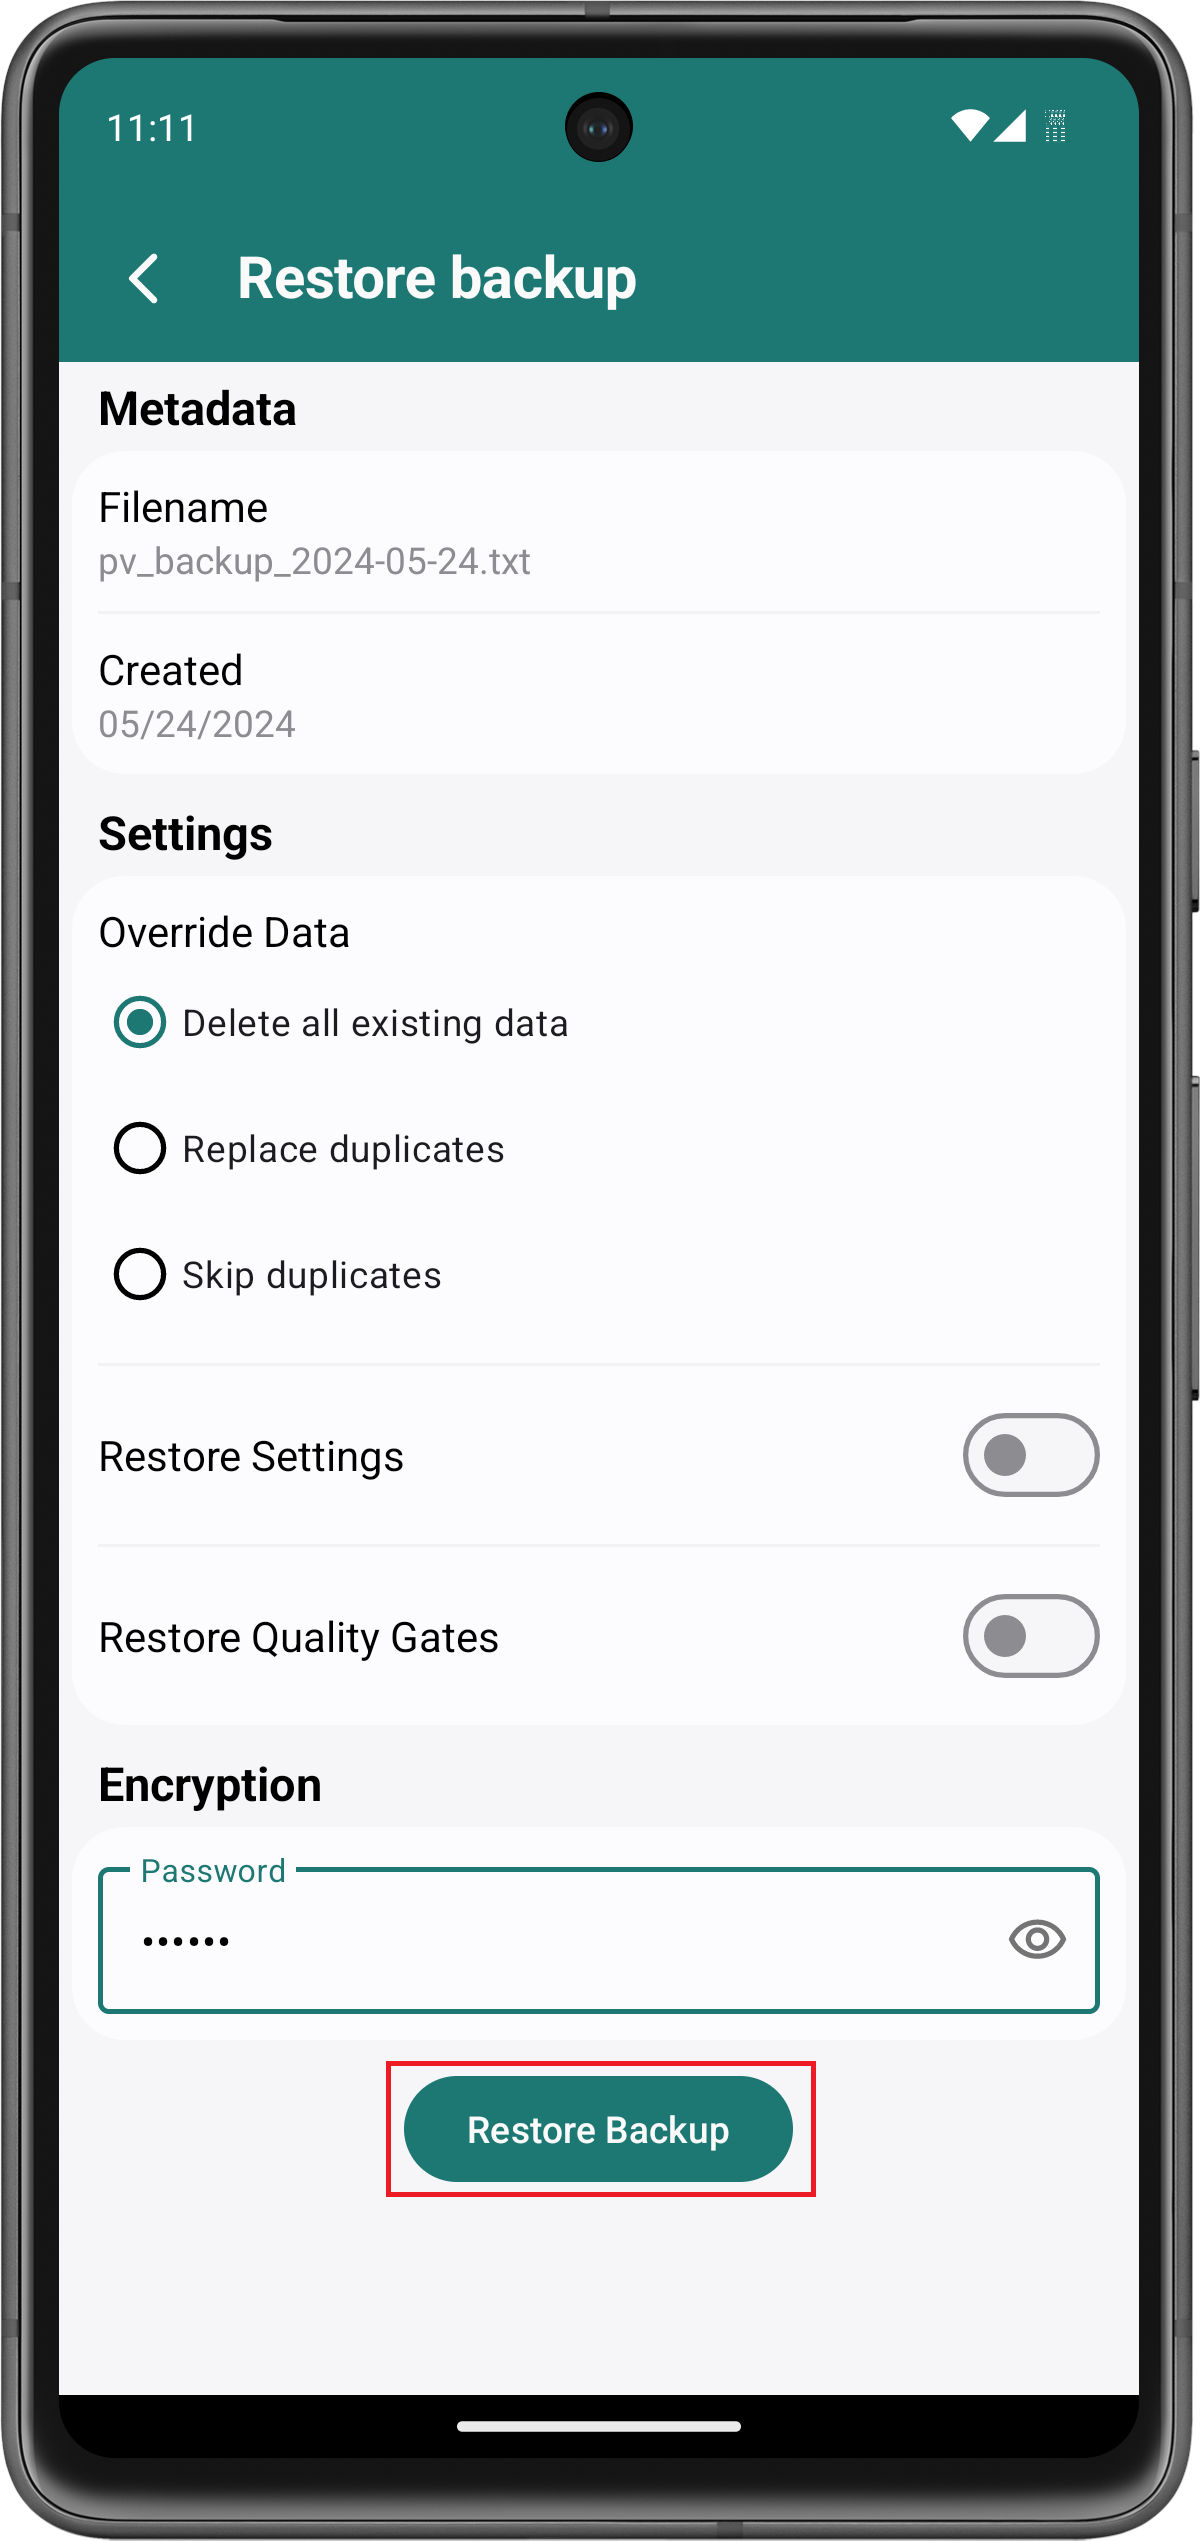 11:11
Restore backup
Metadata
Filename
pv_backup_2024-05-24.txt
Created
05/24/2024
Settings
Override Data
Delete all existing data
Replace duplicates
Skip duplicates
Restore Settings
Restore Quality Gates
Encryption
Password
••••••
Restore Backup